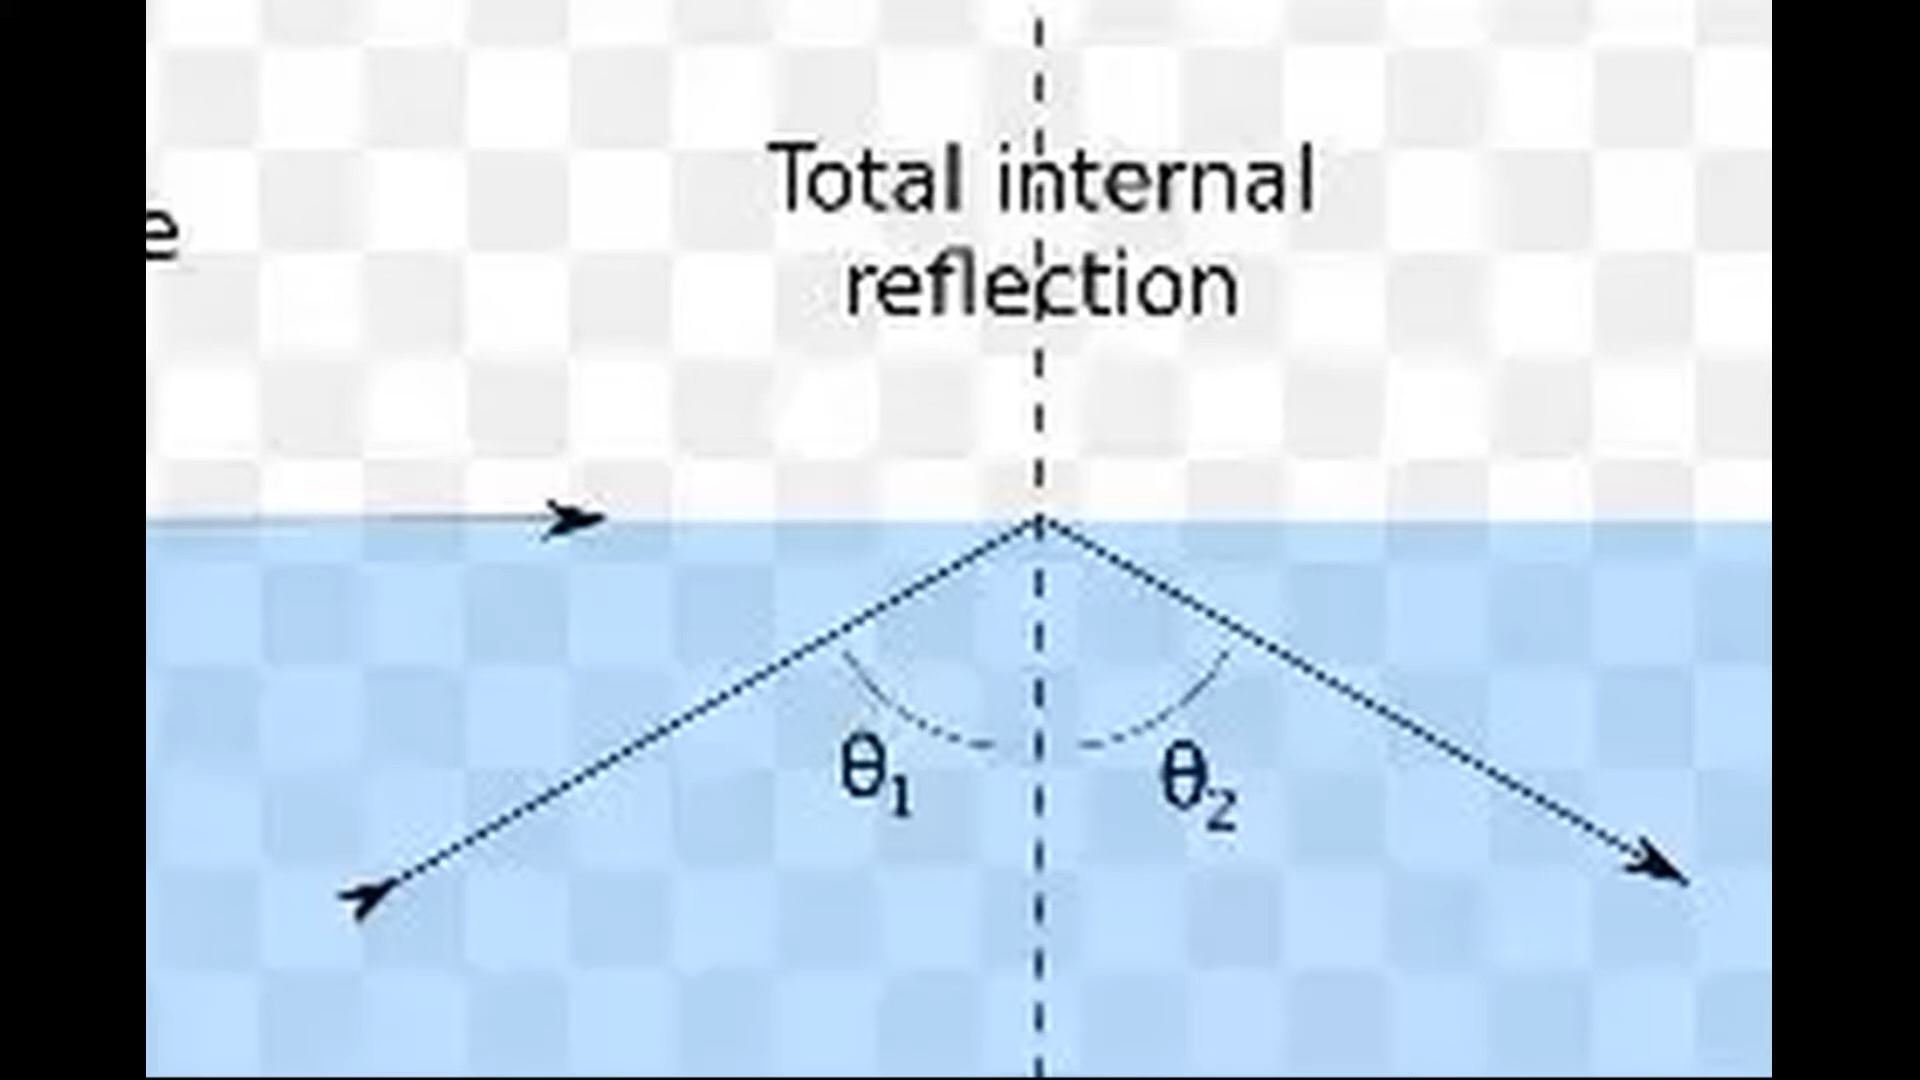 Total internal
reflection
e
θ₁
θ₂